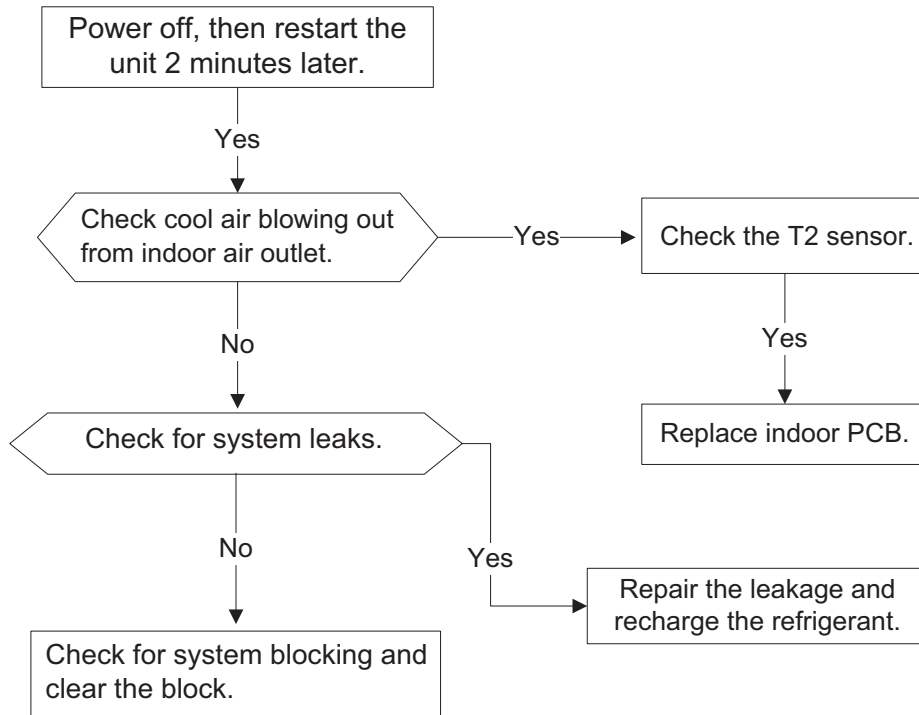 Power off, then restart the
unit 2 minutes later.
Yes
Check cool air blowing out
from indoor air outlet.
Yes
Check the T2 sensor.
No
Yes
Check for system leaks.
Replace indoor PCB.
No
Yes
Repair the leakage and
recharge the refrigerant.
Check for system blocking and
clear the block.